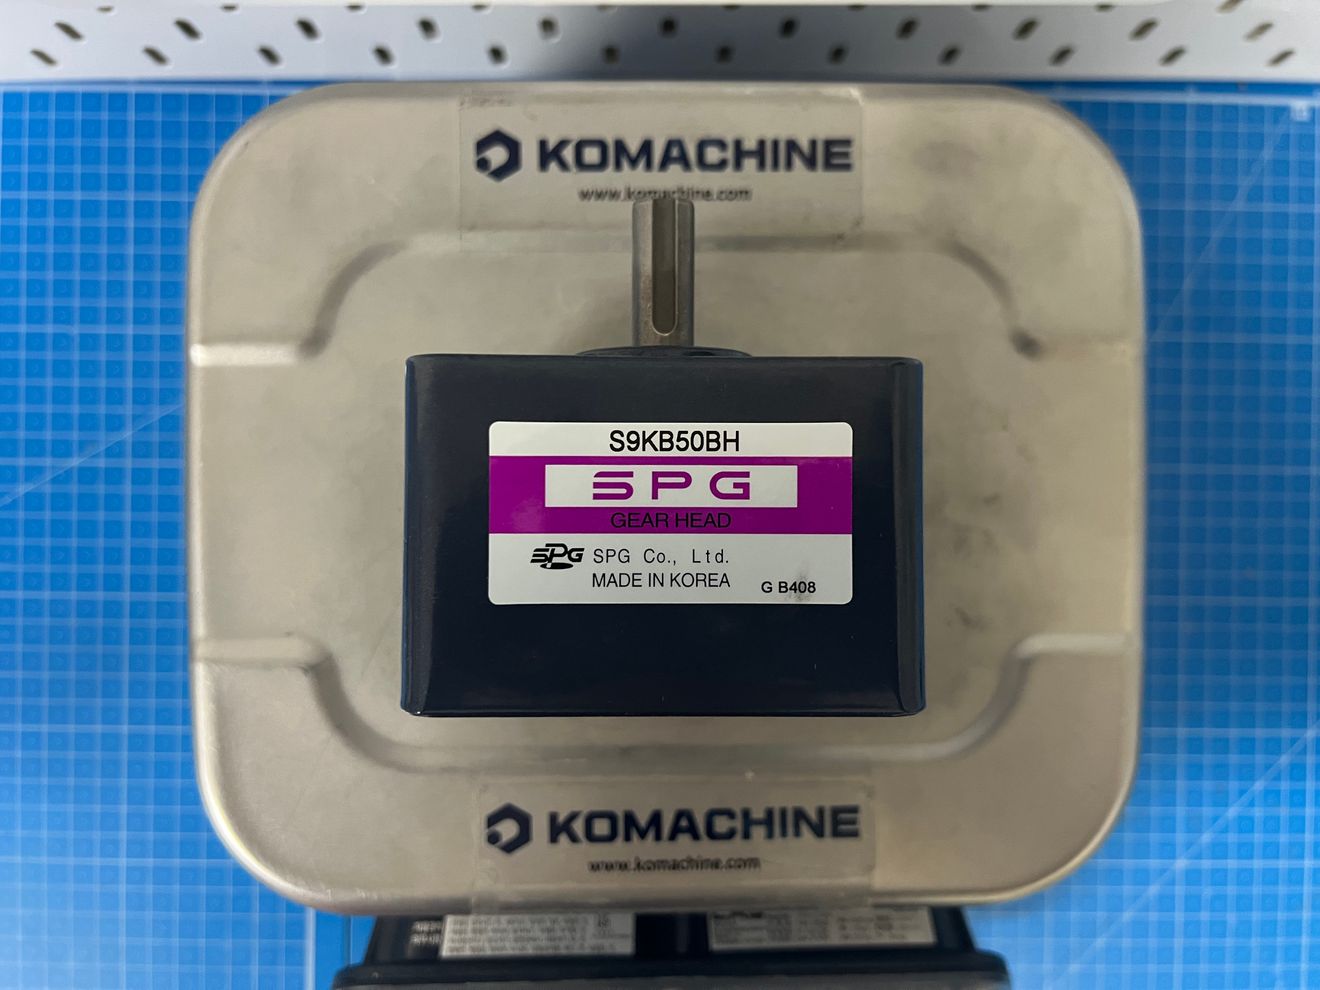 KOMACHINE
www.komachine.com
S9KB50BH
SPG
GEAR HEAD
SPG SPG Co., Ltd.
MADE IN KOREA
G B408
KOMACHINE
www.komachine.com